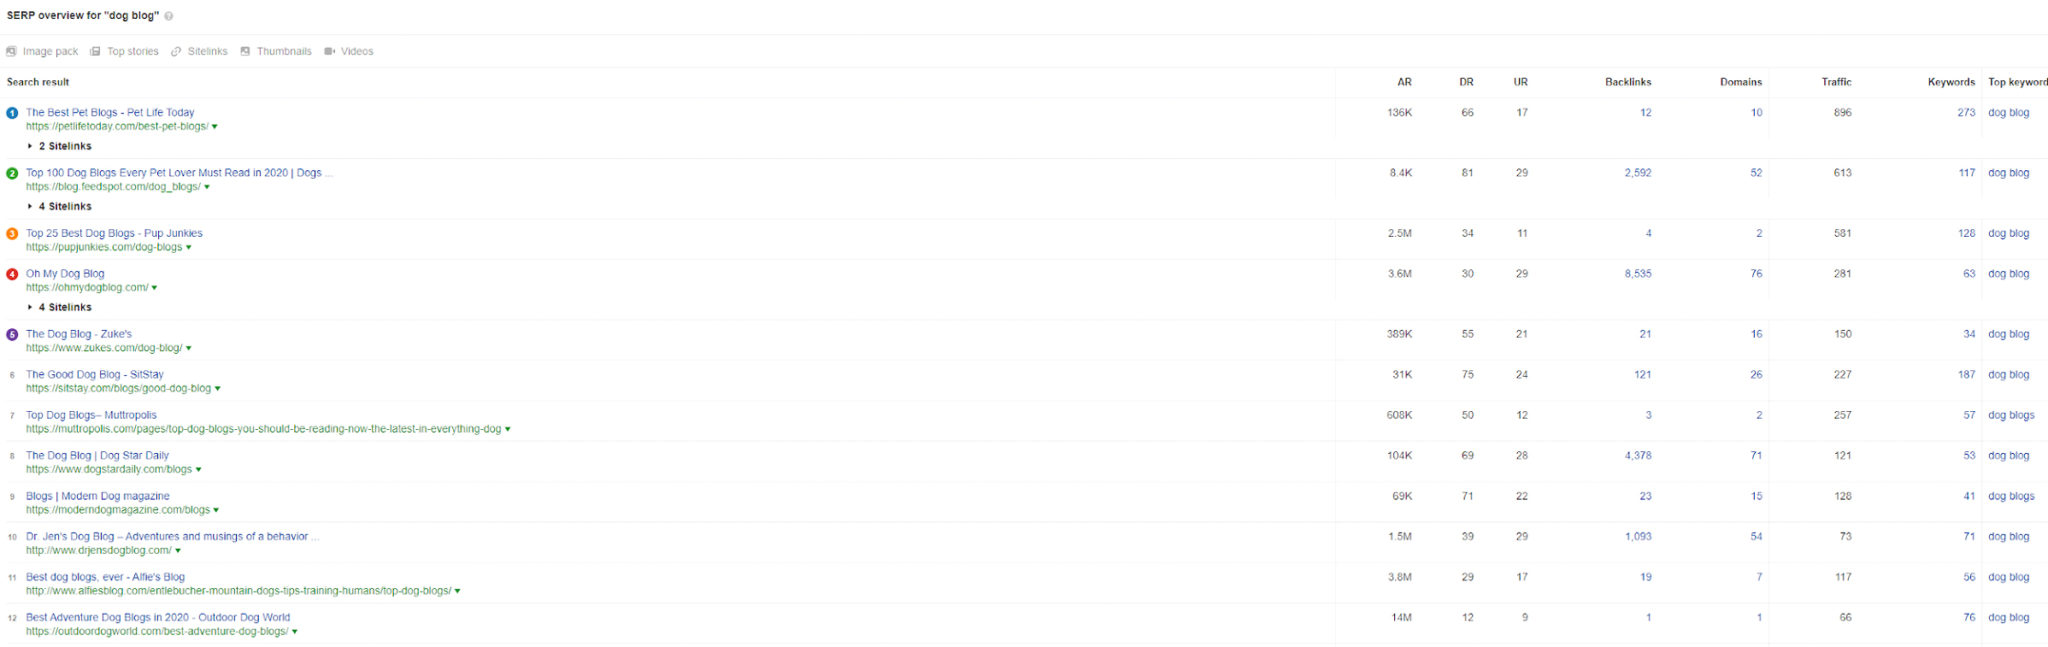 SERP overview for "dog blog" ?
Image pack Top stories Sitelinks Thumbnails Videos
Search result AR DR UR Backlinks Domains Traffic Keywords Top keyword
1 The Best Pet Blogs - Pet Life Today 136K 66 17 12 10 896 273 dog blog
https://petlifetoday.com/best-pet-blogs/
2 Sitelinks
2 Top 100 Dog Blogs Every Pet Lover Must Read in 2020 | Dogs ... 8.4K 81 29 2,592 52 613 117 dog blog
https://blog.feedspot.com/dog_blogs/
4 Sitelinks
3 Top 25 Best Dog Blogs - Pup Junkies 2.5M 34 11 4 2 581 128 dog blog
https://pupjunkies.com/dog-blogs
4 Oh My Dog Blog 3.6M 30 29 8,535 76 281 63 dog blog
https://ohmydogblog.com/
4 Sitelinks
5 The Dog Blog - Zuke's 389K 55 21 21 16 150 34 dog blog
https://www.zukes.com/dog-blog/
6 The Good Dog Blog - SitStay 31K 75 24 121 26 227 187 dog blog
https://sitstay.com/blogs/good-dog-blog
7 Top Dog Blogs– Muttropolis 608K 50 12 3 2 257 57 dog blogs
https://muttropolis.com/pages/top-dog-blogs-you-should-be-reading-now-the-latest-in-everything-dog
8 The Dog Blog | Dog Star Daily 104K 69 28 4,378 71 121 53 dog blog
https://www.dogstardaily.com/blogs
9 Blogs | Modern Dog magazine 69K 71 22 23 15 128 41 dog blogs
https://moderndogmagazine.com/blogs
10 Dr. Jen's Dog Blog – Adventures and musings of a behavior ... 1.5M 39 29 1,093 54 73 71 dog blog
http://www.drjensdogblog.com/
11 Best dog blogs, ever - Alfie's Blog 3.8M 29 17 19 7 117 56 dog blog
http://www.alfiesblog.com/entlebucher-mountain-dogs-tips-training-humans/top-dog-blogs/
12 Best Adventure Dog Blogs in 2020 - Outdoor Dog World 14M 12 9 1 1 66 76 dog blog
https://outdoordogworld.com/best-adventure-dog-blogs/